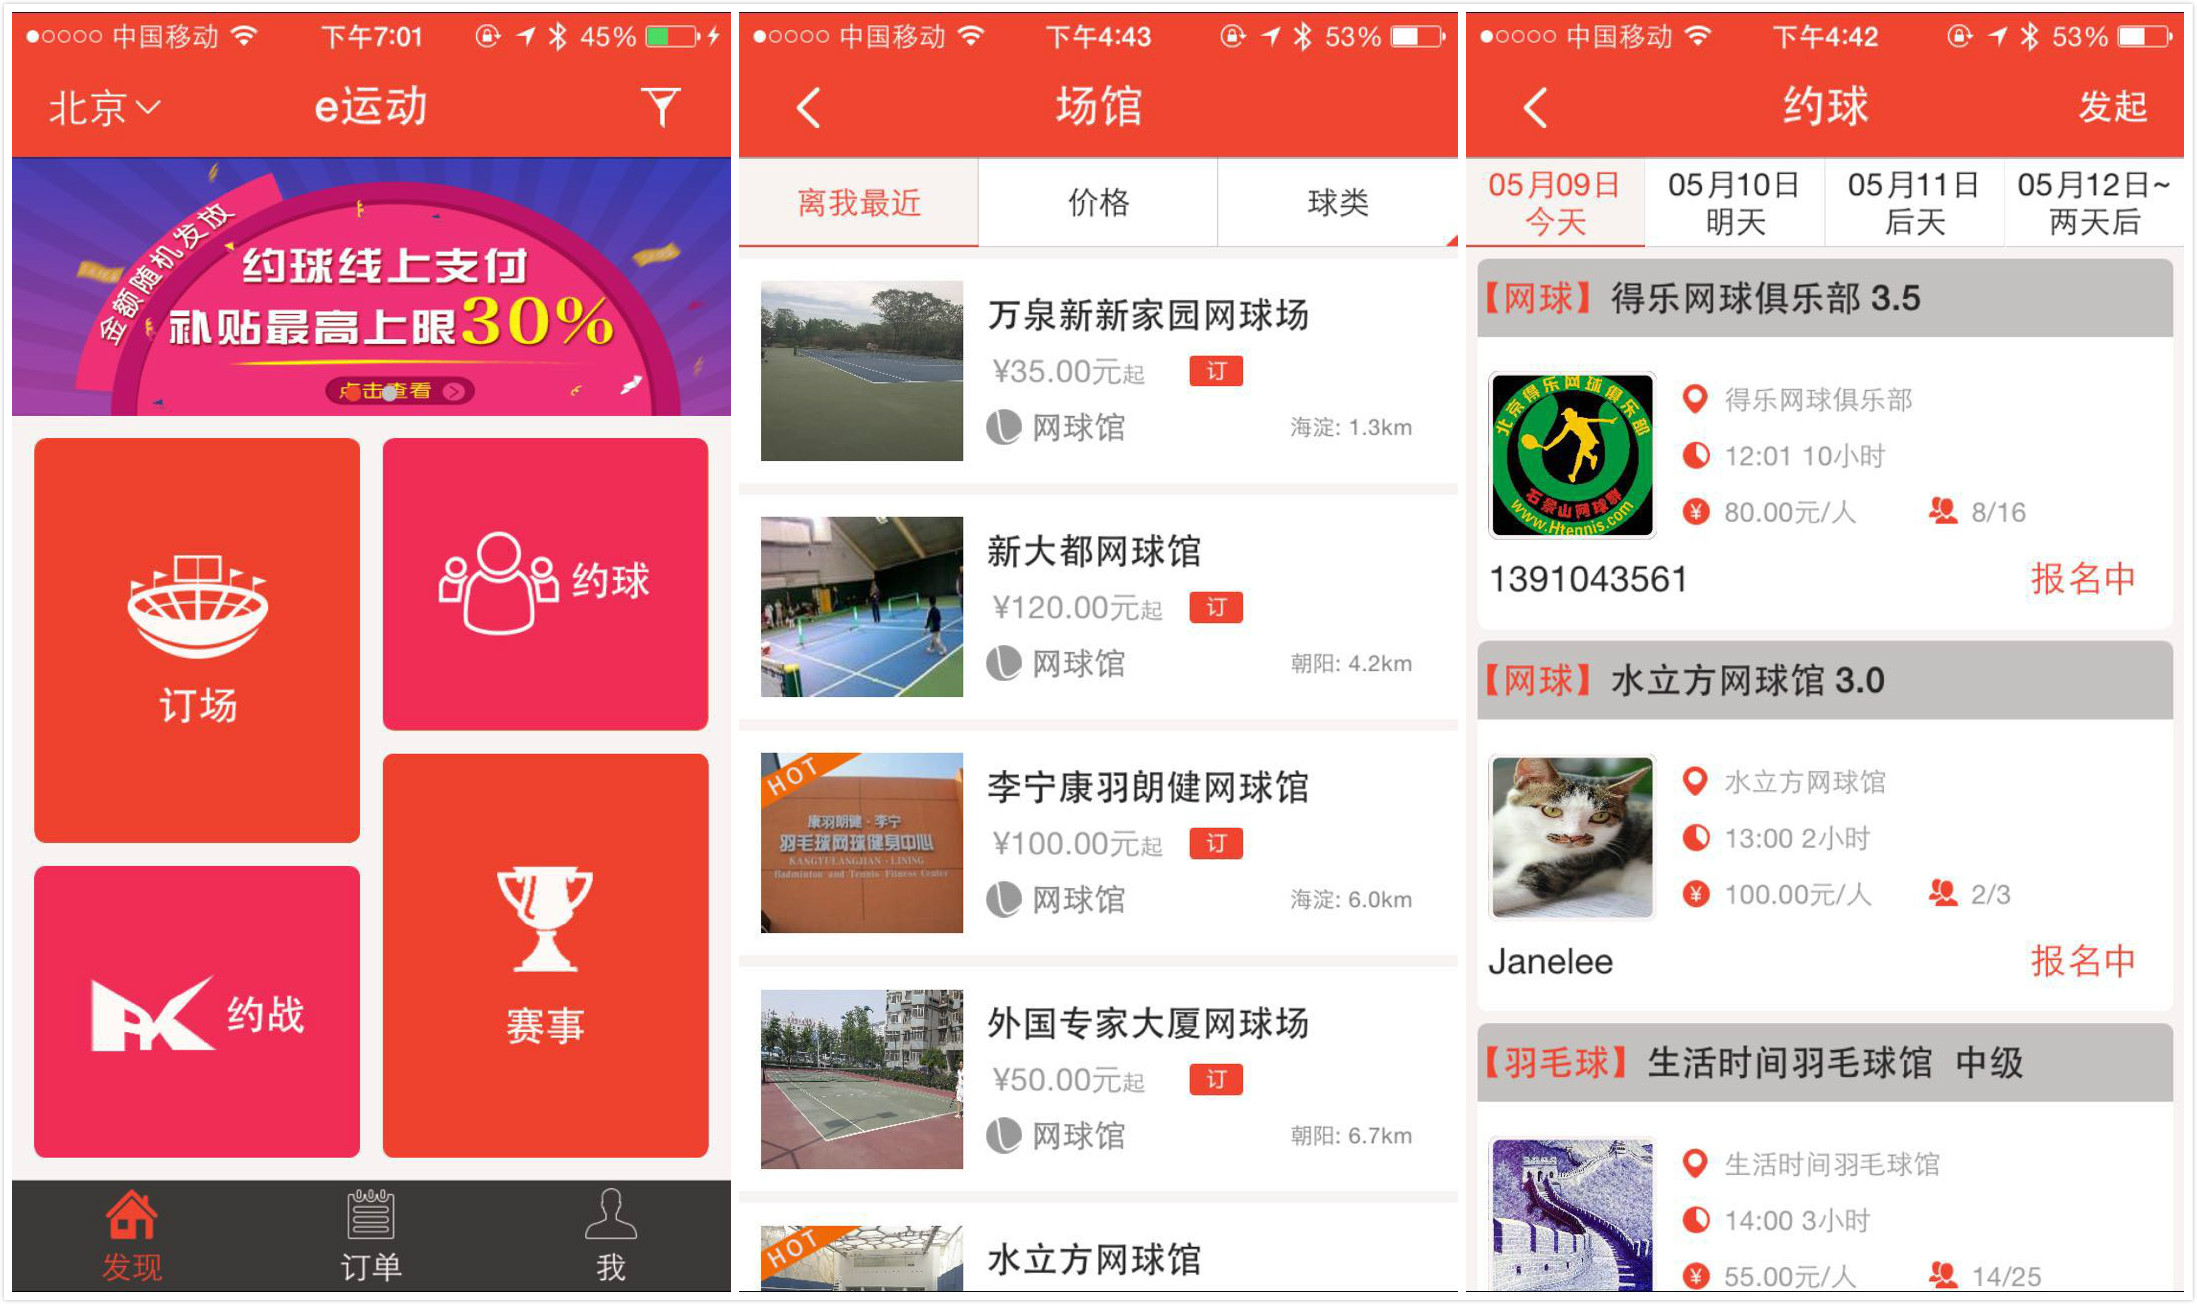 中国移动 下午7:01 45%
北京 e运动
金额随机发放
约球线上支付
补贴最高上限30%
点击查看
订场
约球
约战
赛事
发现 订单 我
中国移动 下午4:43 53%
场馆
离我最近 价格 球类
万泉新新家园网球场
¥35.00元起 订
网球馆 海淀: 1.3km
新大都网球馆
¥120.00元起 订
网球馆 朝阳: 4.2km
HOT
康羽朗健·李宁
羽毛球网球健身中心
KANGYULANGJIAN·LINING
Badminton and Tennis Fitness Center
李宁康羽朗健网球馆
¥100.00元起 订
网球馆 海淀: 6.0km
外国专家大厦网球场
¥50.00元起 订
网球馆 朝阳: 6.7km
HOT
水立方网球馆
中国移动 下午4:42 53%
约球 发起
05月09日 05月10日 05月11日 05月12日~
今天 明天 后天 两天后
【网球】得乐网球俱乐部 3.5
北京得乐网球俱乐部
石景山网球馆
www.Htennis.com
得乐网球俱乐部
12:01 10小时
80.00元/人 8/16
1391043561 报名中
【网球】水立方网球馆 3.0
水立方网球馆
13:00 2小时
100.00元/人 2/3
Janelee 报名中
【羽毛球】生活时间羽毛球馆 中级
生活时间羽毛球馆
14:00 3小时
55.00元/人 14/25